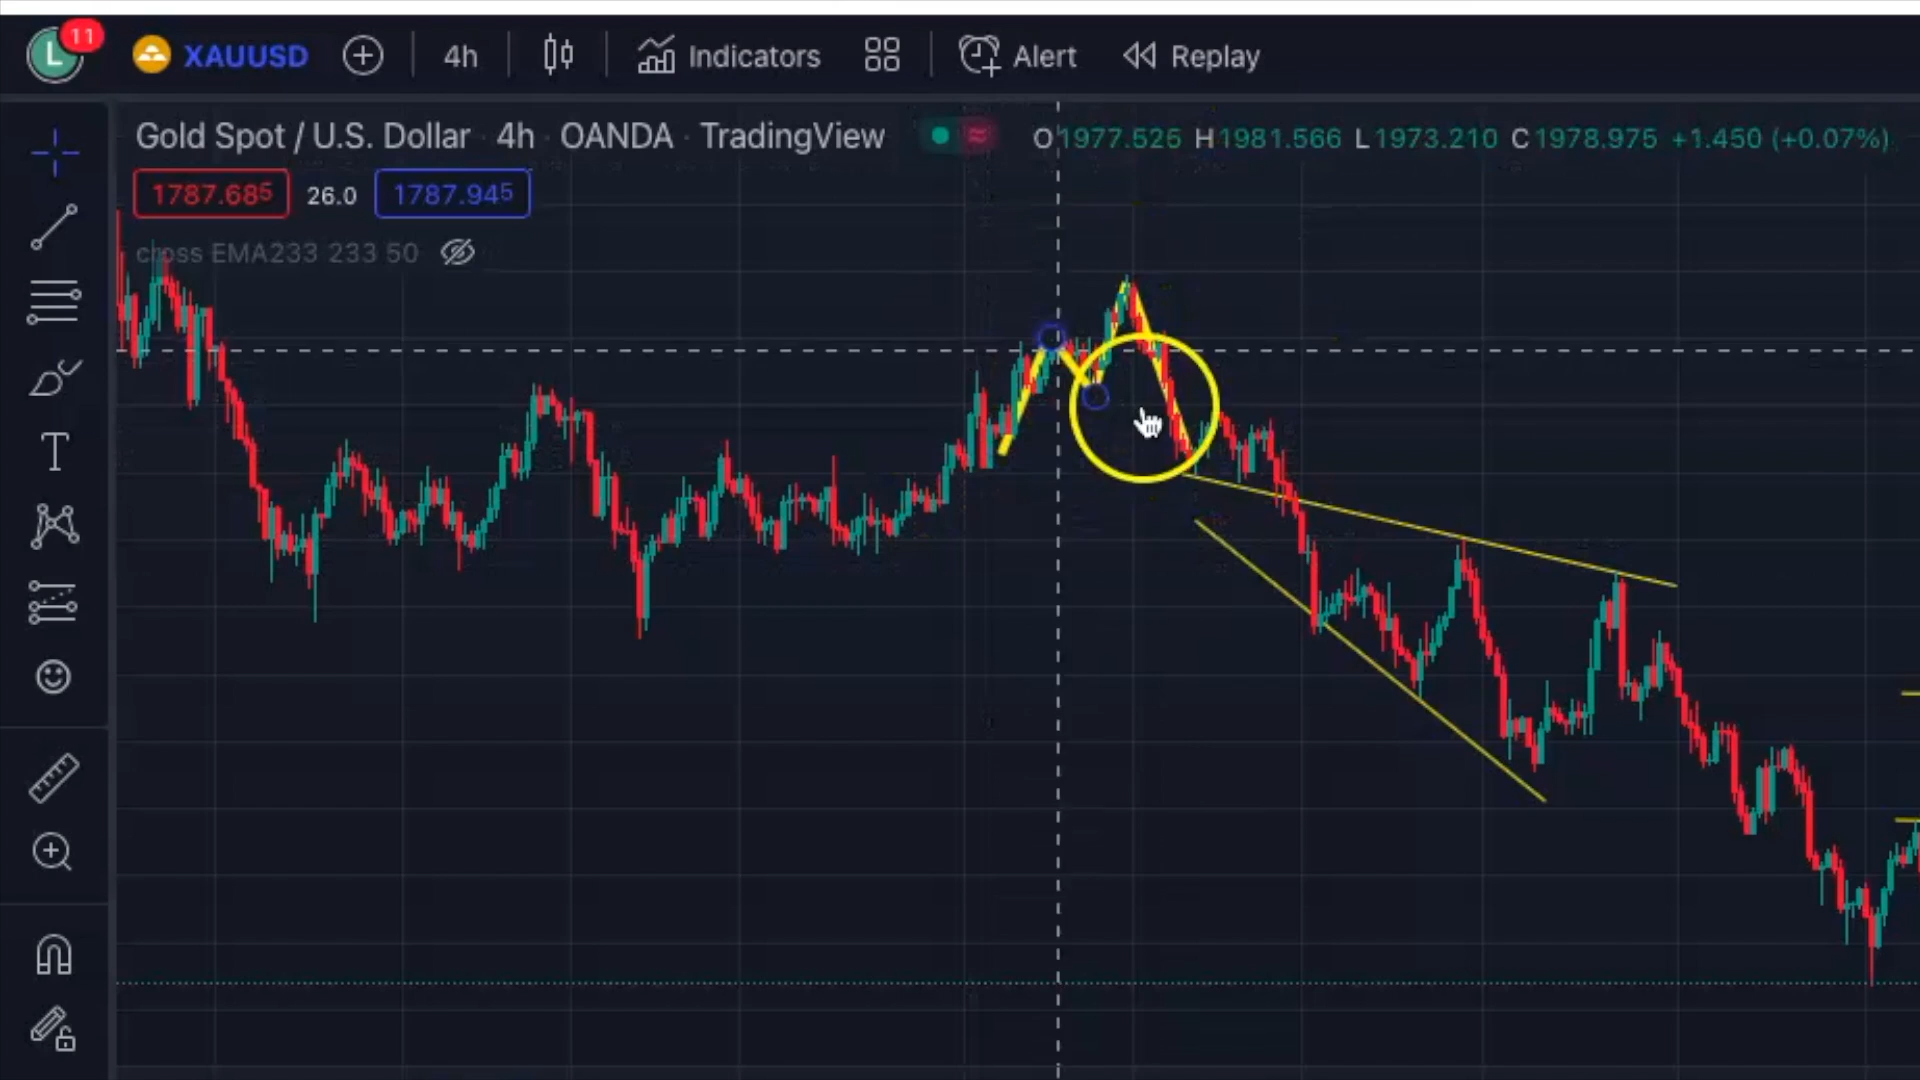 L 11 XAUUSD 4h Indicators Alert Replay
Gold Spot / U.S. Dollar · 4h · OANDA · TradingView O1977.525 H1981.566 L1973.210 C1978.975 +1.450 (+0.07%)
1787.685 26.0 1787.945
cross EMA233 233 50